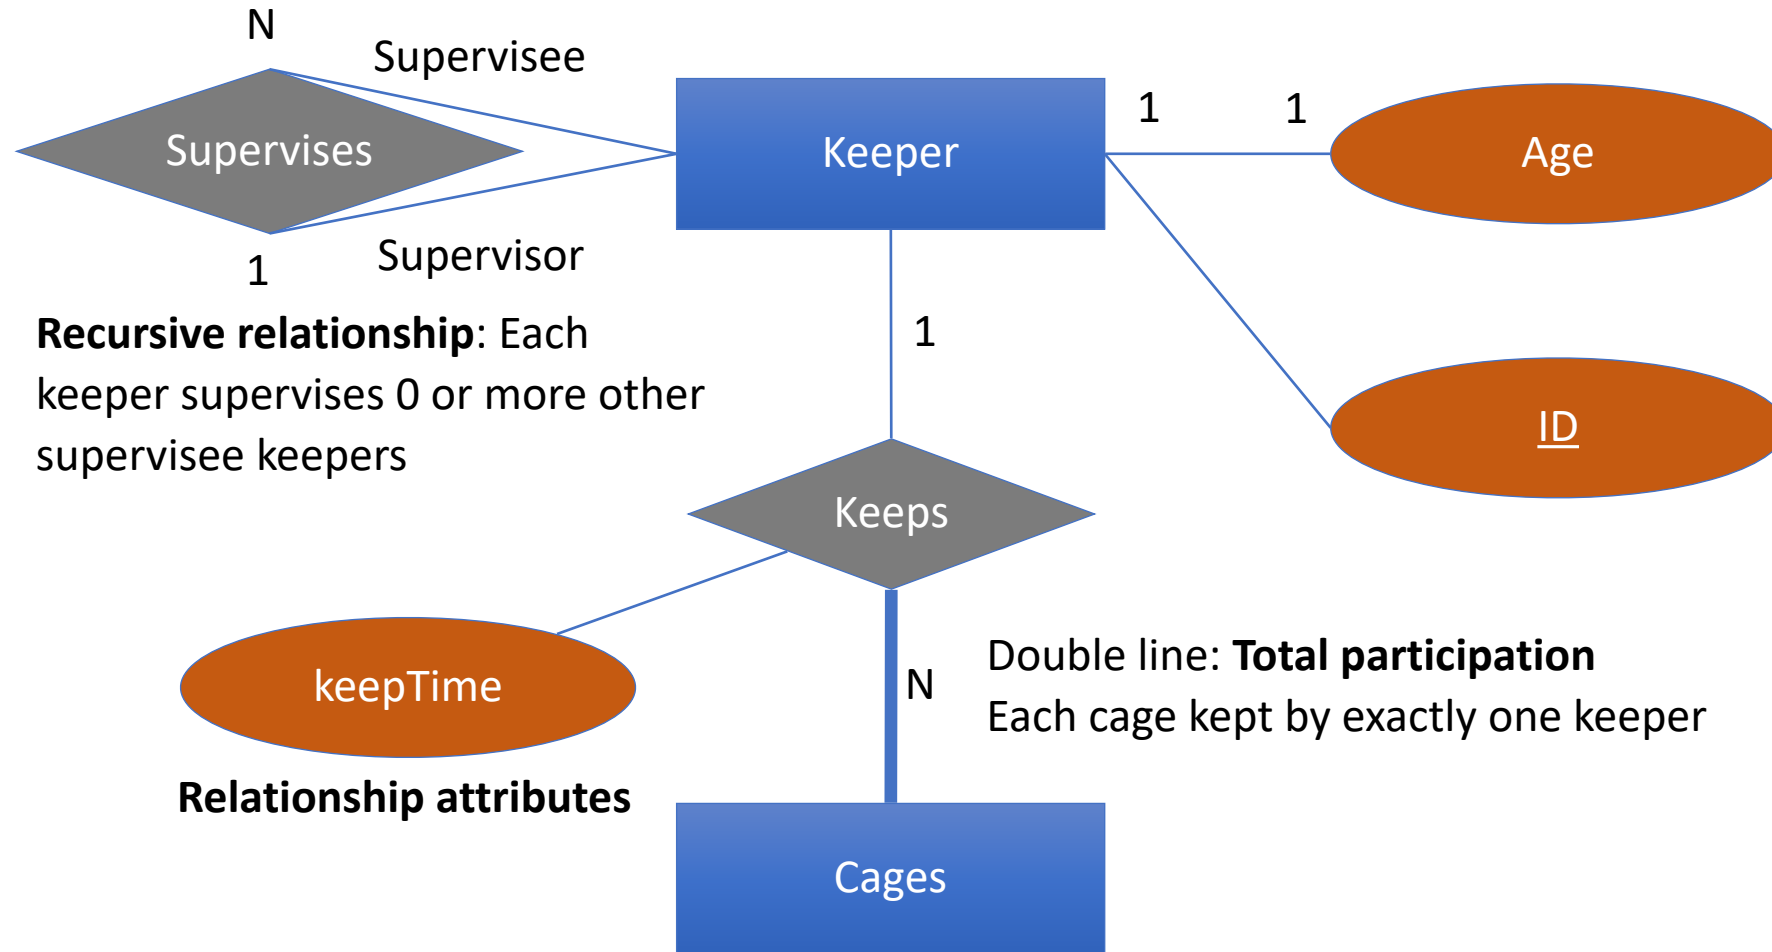 N
Supervisee
Supervises
Keeper
1
1
Age
Supervisor
1
Recursive relationship: Each
keeper supervises 0 or more other
supervisee keepers
1
ID
Keeps
keepTime
N
Double line: Total participation
Each cage kept by exactly one keeper
Relationship attributes
Cages